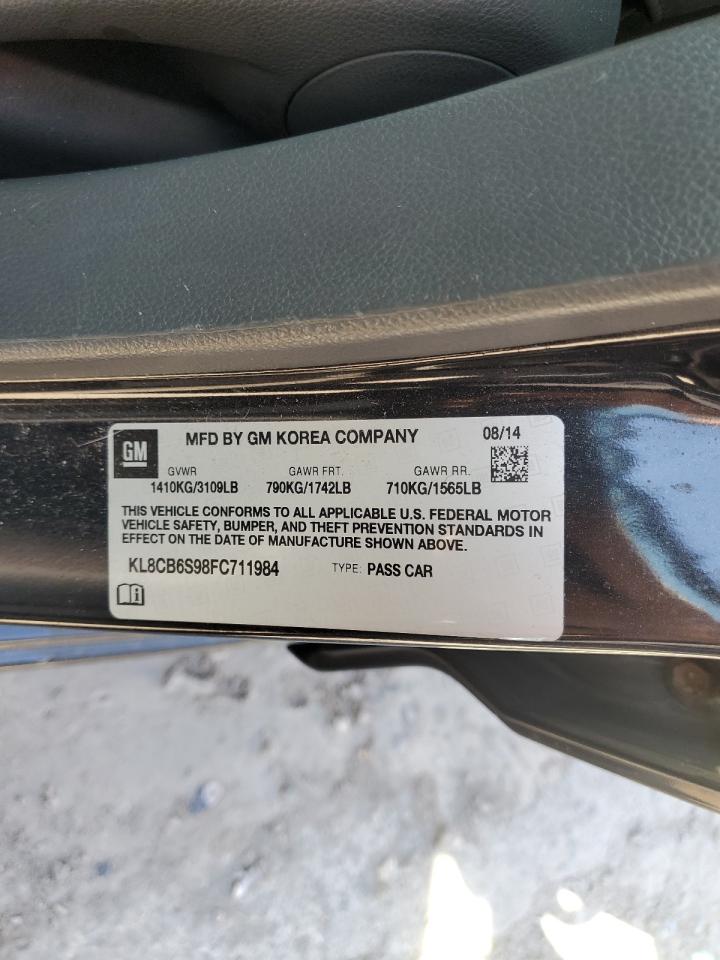 GM MFD BY GM KOREA COMPANY 08/14
GVWR GAWR FRT. GAWR RR.
1410KG/3109LB 790KG/1742LB 710KG/1565LB
THIS VEHICLE CONFORMS TO ALL APPLICABLE U.S. FEDERAL MOTOR
VEHICLE SAFETY, BUMPER, AND THEFT PREVENTION STANDARDS IN
EFFECT ON THE DATE OF MANUFACTURE SHOWN ABOVE.
KL8CB6S98FC711984 TYPE: PASS CAR
i